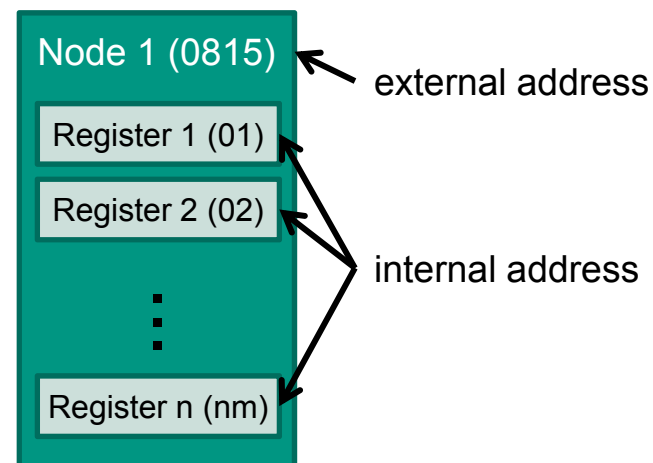 Node 1 (0815)
external address
Register 1 (01)
Register 2 (02)
internal address
Register n (nm)